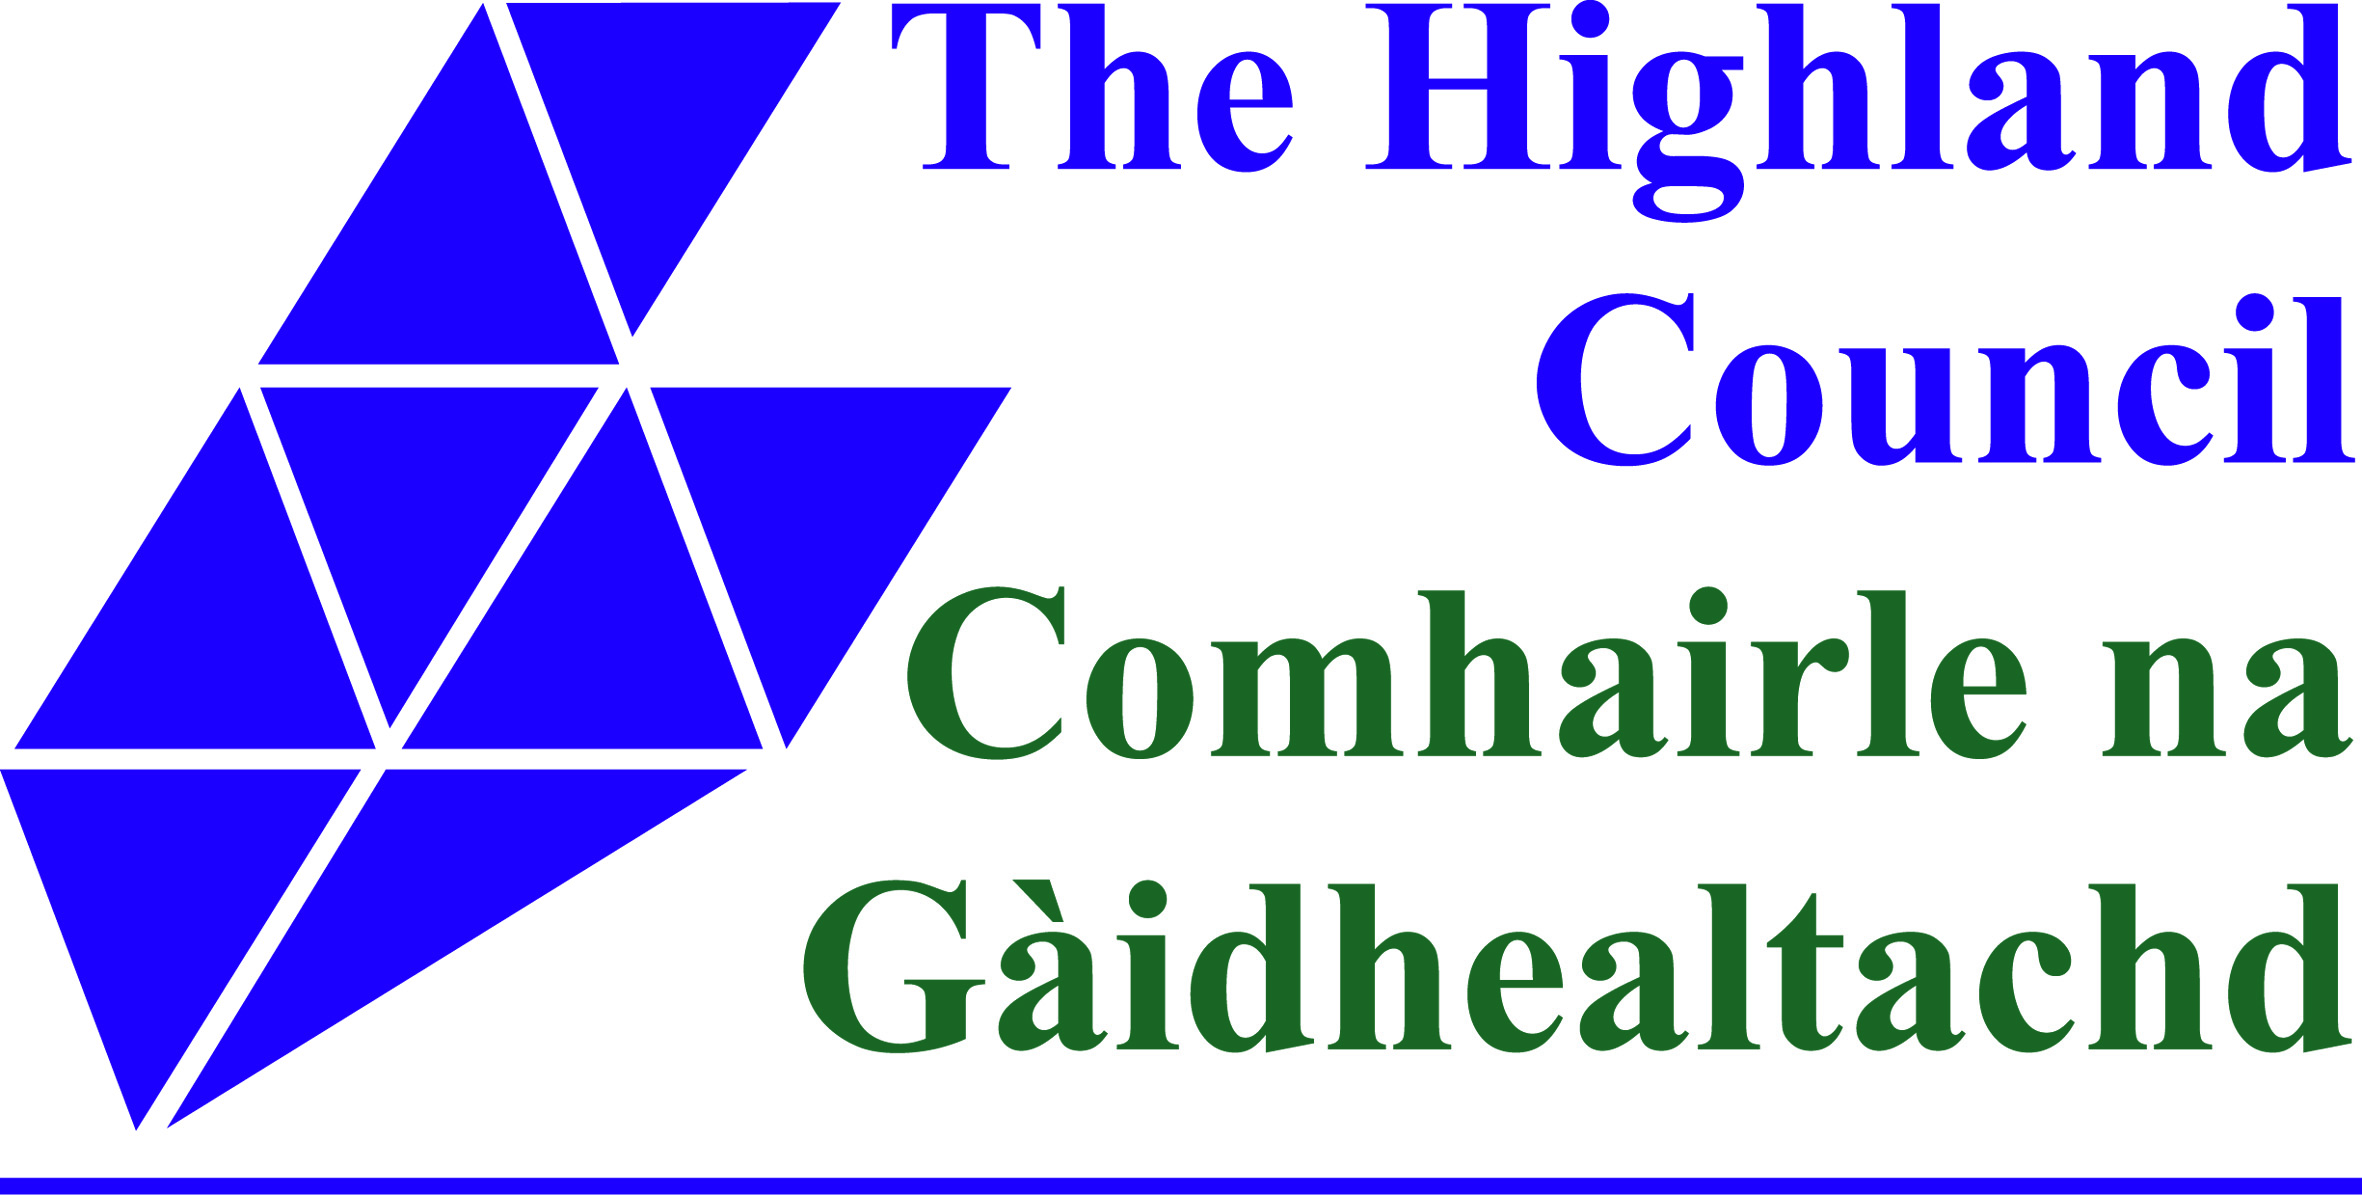 The Highland
Council
Comhairle na
Gàidhealtachd